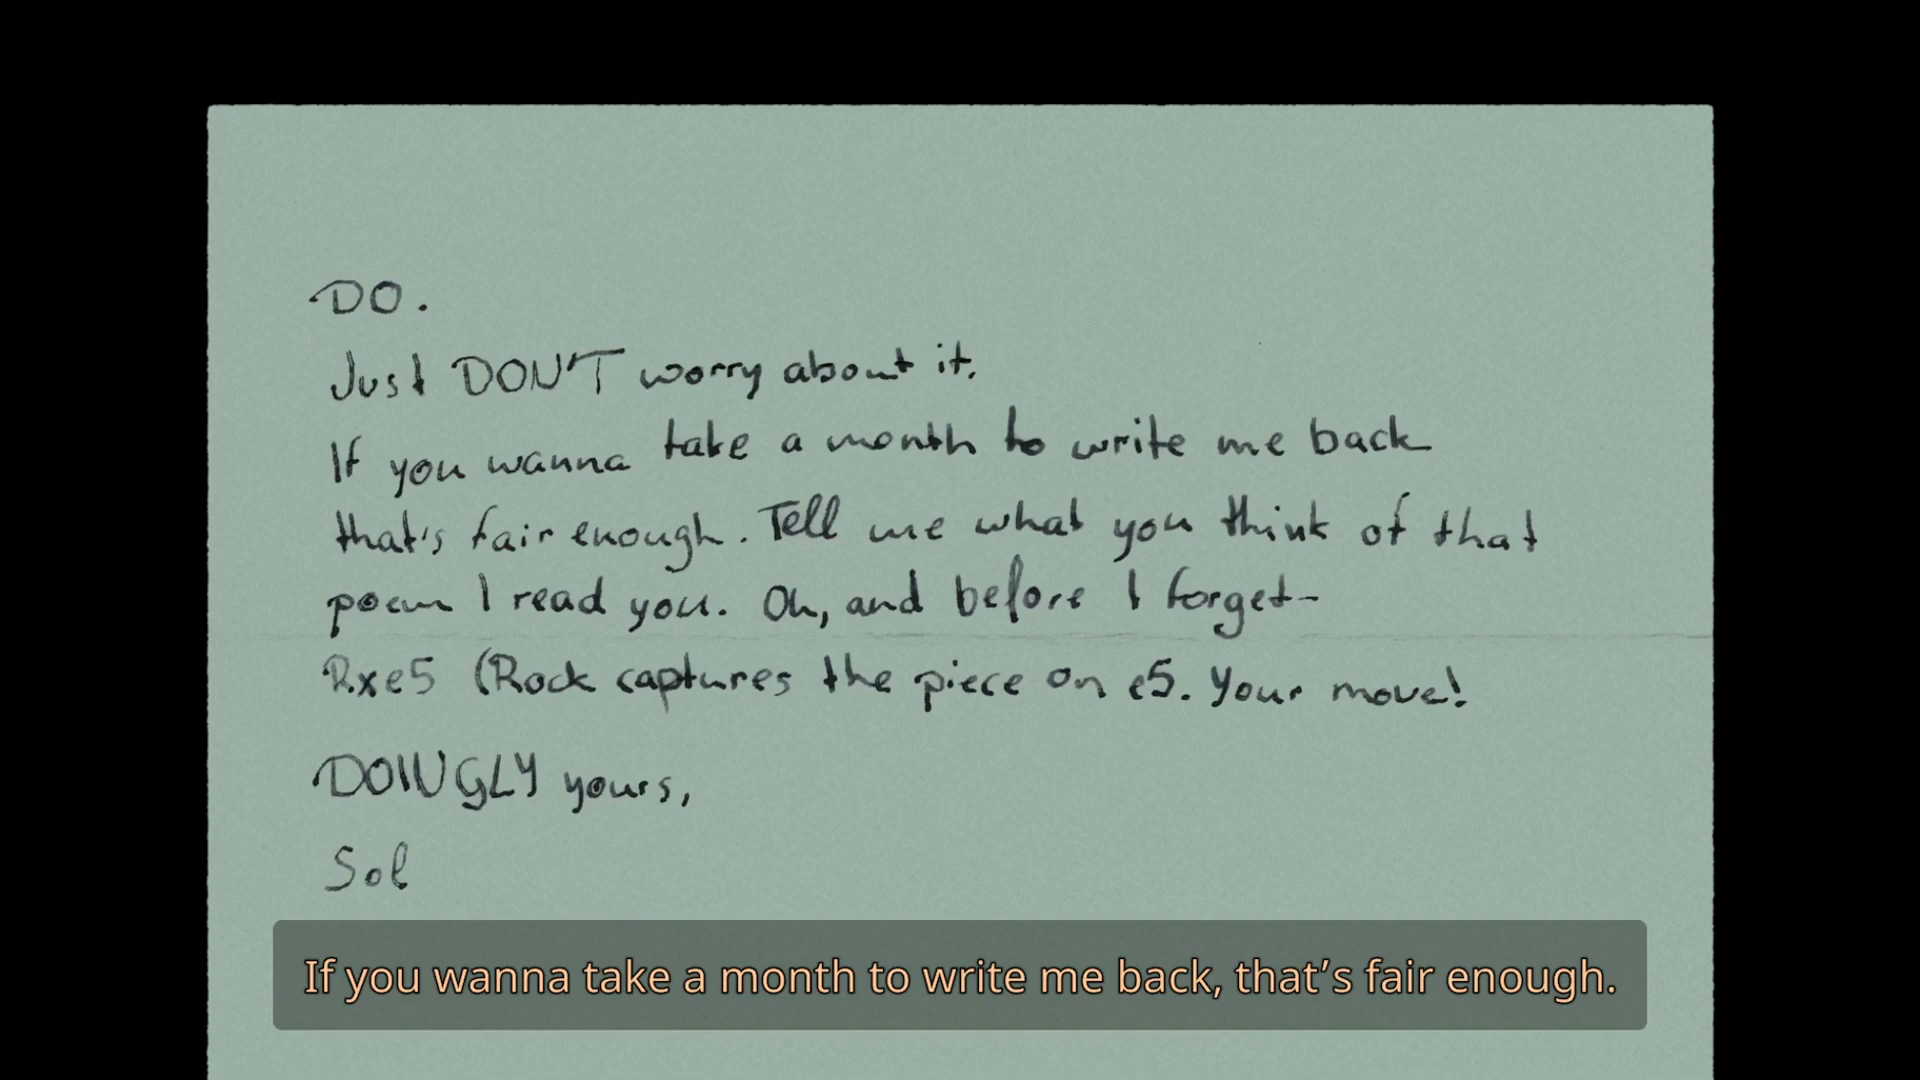 DO.
Just DON'T worry about it.
If you wanna take a month to write me back
that's fair enough. Tell me what you think of that
poem I read you. Oh, and before I forget-
Rxe5 (Rock captures the piece on e5. Your move!
DOINGLY yours,
Sol
If you wanna take a month to write me back, that's fair enough.